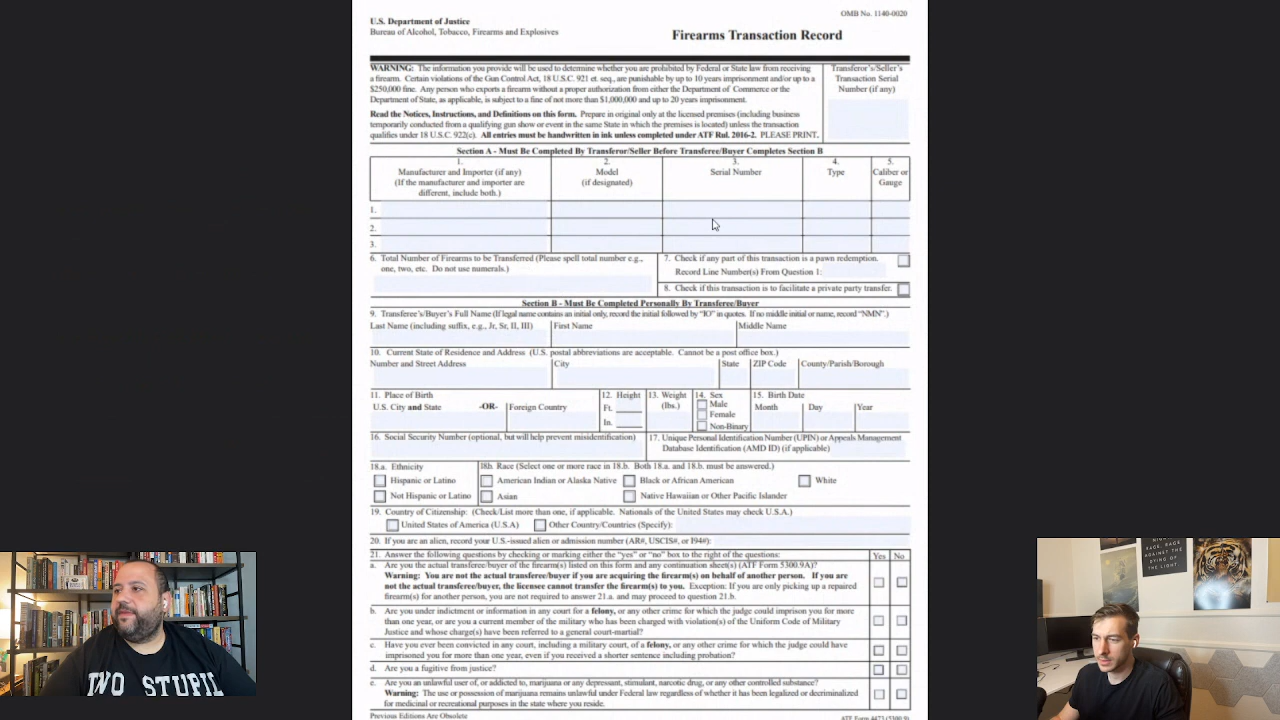 OMB No. 1140-0020
U.S. Department of Justice
Bureau of Alcohol, Tobacco, Firearms and Explosives
Firearms Transaction Record
WARNING: The information you provide will be used to determine whether you are prohibited by Federal or State law from receiving
a firearm. Certain violations of the Gun Control Act, 18 U.S.C. 921 et. seq., are punishable by up to 10 years imprisonment and/or up to a
$250,000 fine. Any person who exports a firearm without a proper authorization from either the Department of Commerce or the
Department of State, as applicable, is subject to a fine of not more than $1,000,000 and up to 20 years imprisonment.
Transferor's/Seller's
Transaction Serial
Number (if any)
Read the Notices, Instructions, and Definitions on this form. Prepare in original only at the licensed premises (including business
temporarily conducted from a qualifying gun show or event in the same State in which the premises is located) unless the transaction
qualifies under 18 U.S.C. 922(c). All entries must be handwritten in ink unless completed under ATF Rul. 2016-2. PLEASE PRINT.
Section A - Must Be Completed By Transferor/Seller Before Transferee/Buyer Completes Section B
1.
Manufacturer and Importer (if any)
(If the manufacturer and importer are
different, include both.)
2.
Model
(if designated)
3.
Serial Number
4.
Type
5.
Caliber or
Gauge
1.
2.
3.
6. Total Number of Firearms to be Transferred (Please spell total number e.g.,
one, two, etc. Do not use numerals.)
7. Check if any part of this transaction is a pawn redemption.
Record Line Number(s) From Question 1:
8. Check if this transaction is to facilitate a private party transfer.
Section B - Must Be Completed Personally By Transferee/Buyer
9. Transferee's/Buyer's Full Name (If legal name contains an initial only, record the initial followed by "IO" in quotes. If no middle initial or name, record "NMN".)
Last Name (including suffix, e.g., Jr, Sr, II, III)
First Name
Middle Name
10. Current State of Residence and Address (U.S. postal abbreviations are acceptable. Cannot be a post office box.)
Number and Street Address
City
State
ZIP Code
County/Parish/Borough
11. Place of Birth
U.S. City and State
-OR-
Foreign Country
12. Height
Ft.
In.
13. Weight
(lbs.)
14. Sex
Male
Female
Non-Binary
15. Birth Date
Month
Day
Year
16. Social Security Number (optional, but will help prevent misidentification)
17. Unique Personal Identification Number (UPIN) or Appeals Management
Database Identification (AMD ID) (if applicable)
18.a. Ethnicity
Hispanic or Latino
Not Hispanic or Latino
18b. Race (Select one or more race in 18.b. Both 18.a. and 18.b. must be answered.)
American Indian or Alaska Native
Black or African American
White
Asian
Native Hawaiian or Other Pacific Islander
19. Country of Citizenship: (Check/List more than one, if applicable. Nationals of the United States may check U.S.A.)
United States of America (U.S.A)
Other Country/Countries (Specify):
20. If you are an alien, record your U.S.-issued alien or admission number (AR#, USCIS#, or I94#):
21. Answer the following questions by checking or marking either the "yes" or "no" box to the right of the questions:
Yes
No
a. Are you the actual transferee/buyer of the firearm(s) listed on this form and any continuation sheet(s) (ATF Form 5300.9A)?
Warning: You are not the actual transferee/buyer if you are acquiring the firearm(s) on behalf of another person. If you are
not the actual transferee/buyer, the licensee cannot transfer the firearm(s) to you. Exception: If you are only picking up a repaired
firearm(s) for another person, you are not required to answer 21.a. and may proceed to question 21.b.
b. Are you under indictment or information in any court for a felony, or any other crime for which the judge could imprison you for more
than one year, or are you a current member of the military who has been charged with violation(s) of the Uniform Code of Military
Justice and whose charge(s) have been referred to a general court-martial?
c. Have you ever been convicted in any court, including a military court, of a felony, or any other crime for which the judge could have
imprisoned you for more than one year, even if you received a shorter sentence including probation?
d. Are you a fugitive from justice?
e. Are you an unlawful user of, or addicted to, marijuana or any depressant, stimulant, narcotic drug, or any other controlled substance?
Warning: The use or possession of marijuana remains unlawful under Federal law regardless of whether it has been legalized or decriminalized
for medicinal or recreational purposes in the state where you reside.
Previous Editions Are Obsolete
ATF Form 4473 (5300.9)
RAGE, RAGE
AGAINST THE
DYING OF
THE LIGHT